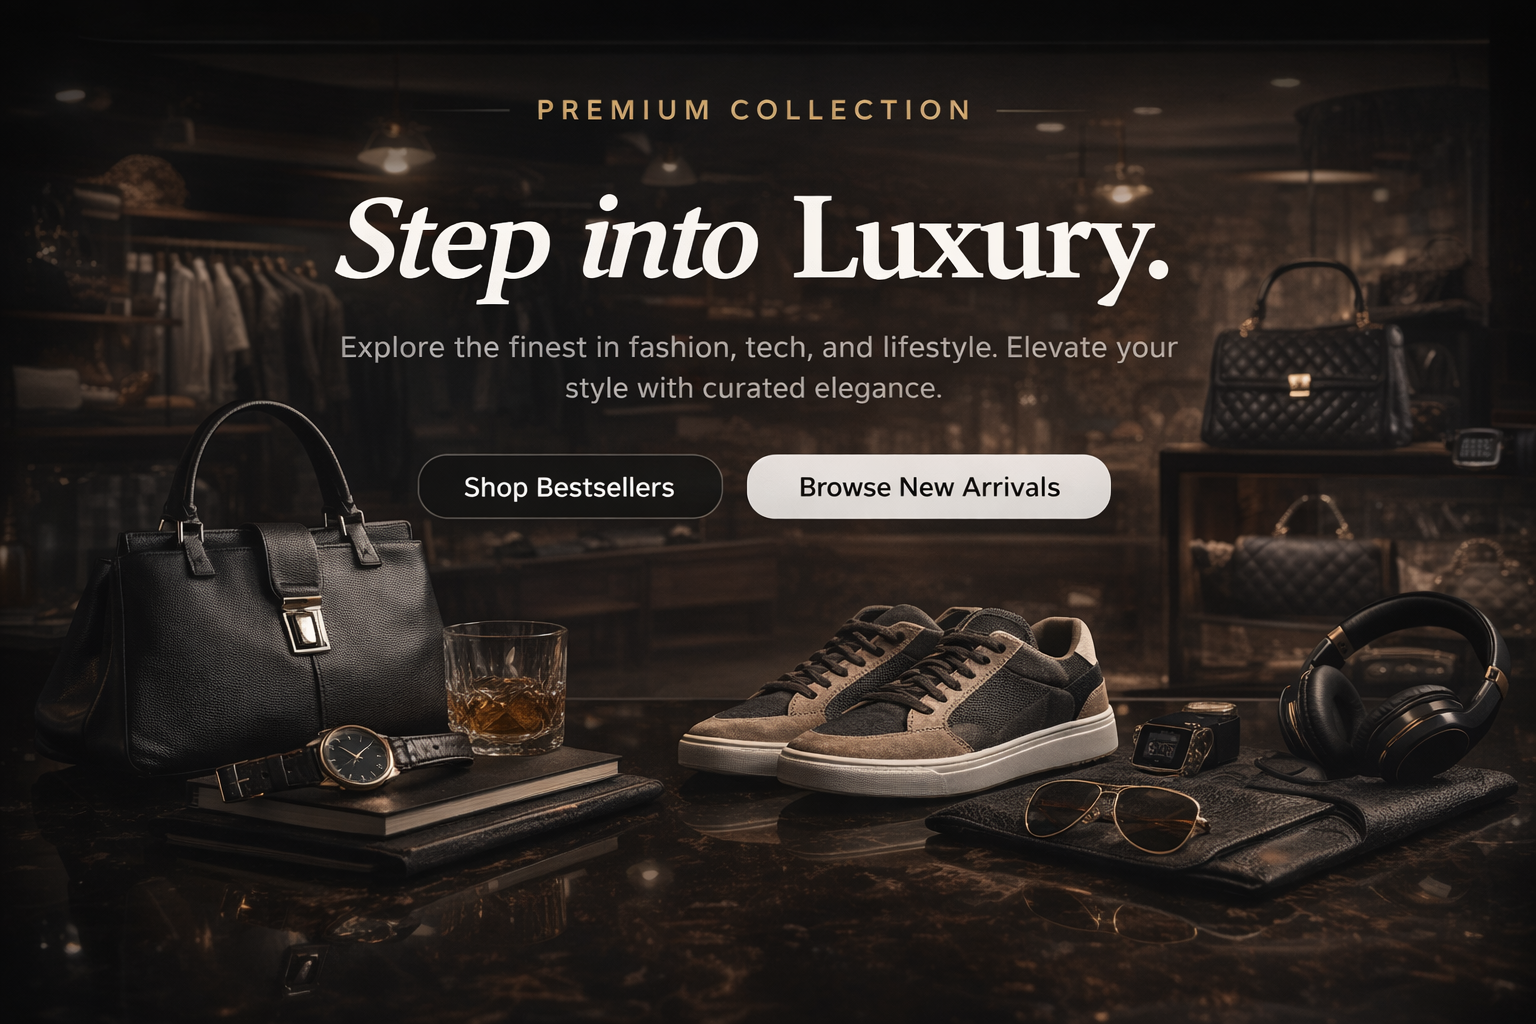 PREMIUM COLLECTION
Step into Luxury.
Explore the finest in fashion, tech, and lifestyle. Elevate your
style with curated elegance.
Shop Bestsellers
Browse New Arrivals